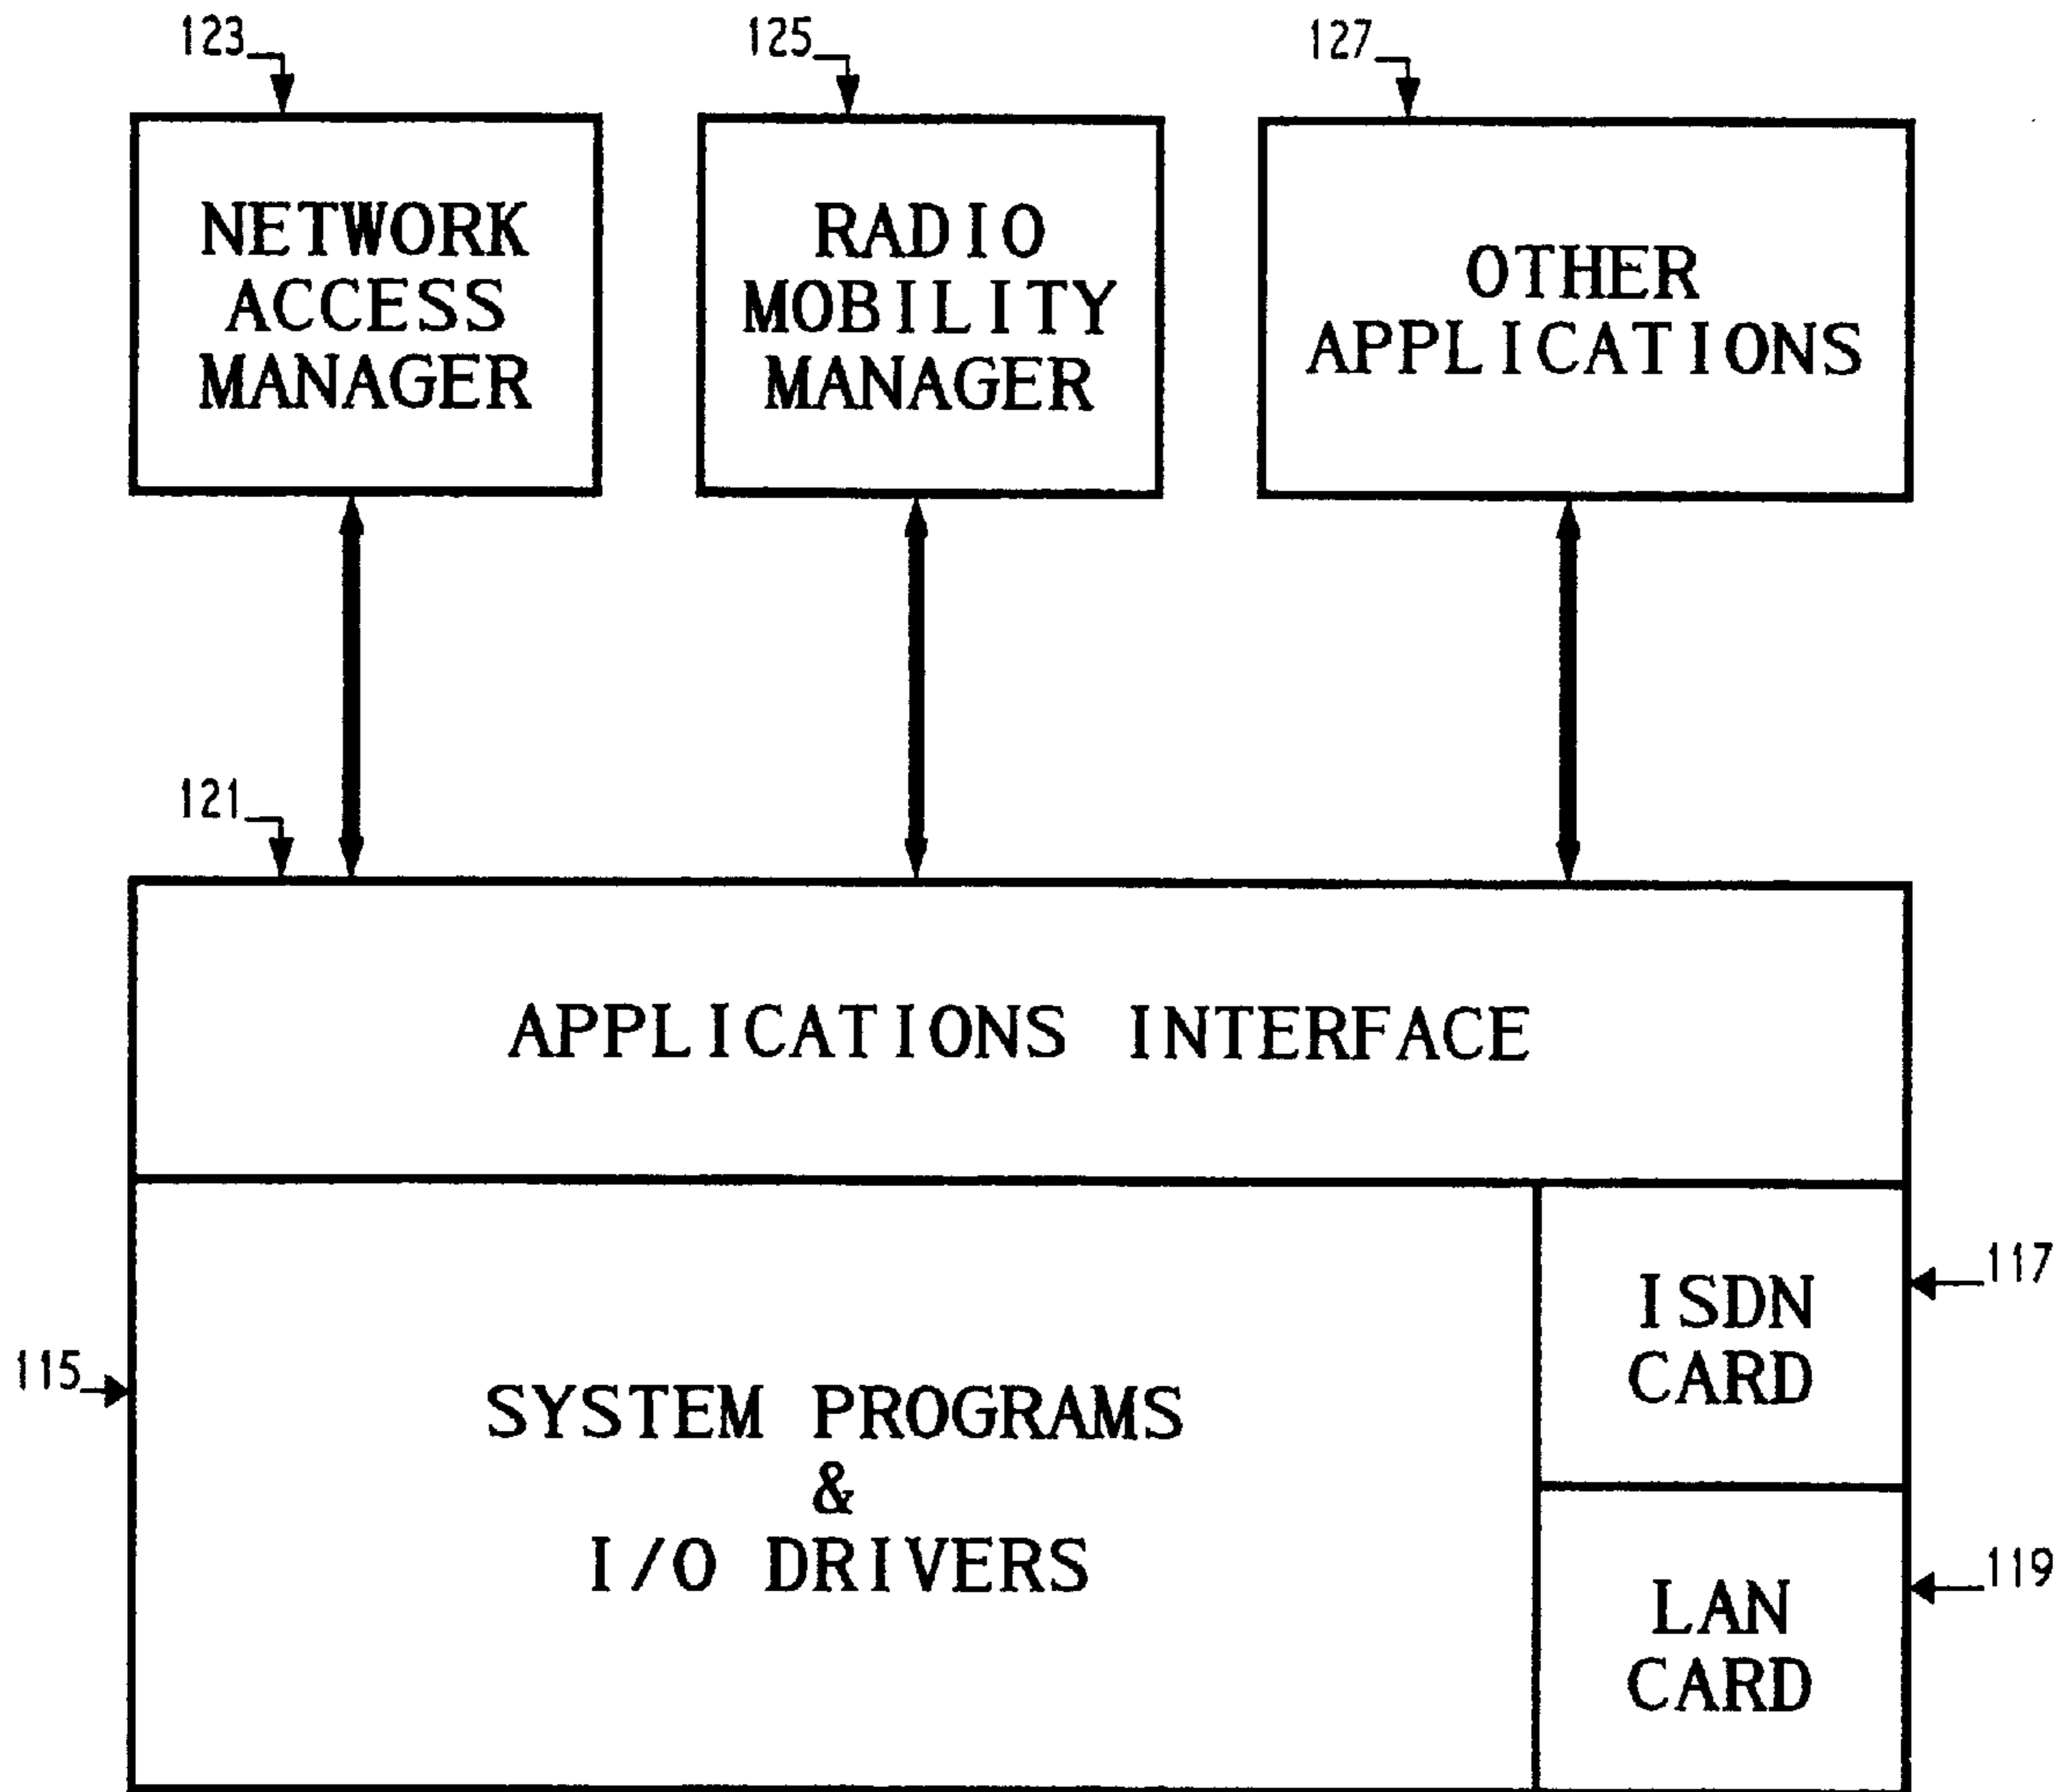 123
125
127
NETWORK
ACCESS
MANAGER
RADIO
MOBILITY
MANAGER
OTHER
APPLICATIONS
121
APPLICATIONS INTERFACE
115
SYSTEM PROGRAMS
&
I/O DRIVERS
ISDN
CARD
117
LAN
CARD
119